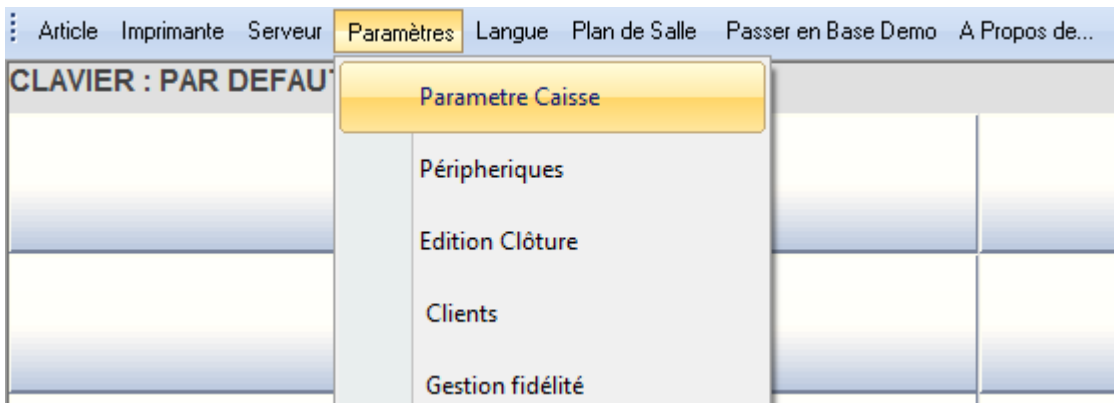 Article Imprimante Serveur Paramètres Langue Plan de Salle Passer en Base Demo A Propos de...
CLAVIER : PAR DEFAUT
Parametre Caisse
Péripheriques
Edition Clôture
Clients
Gestion fidélité